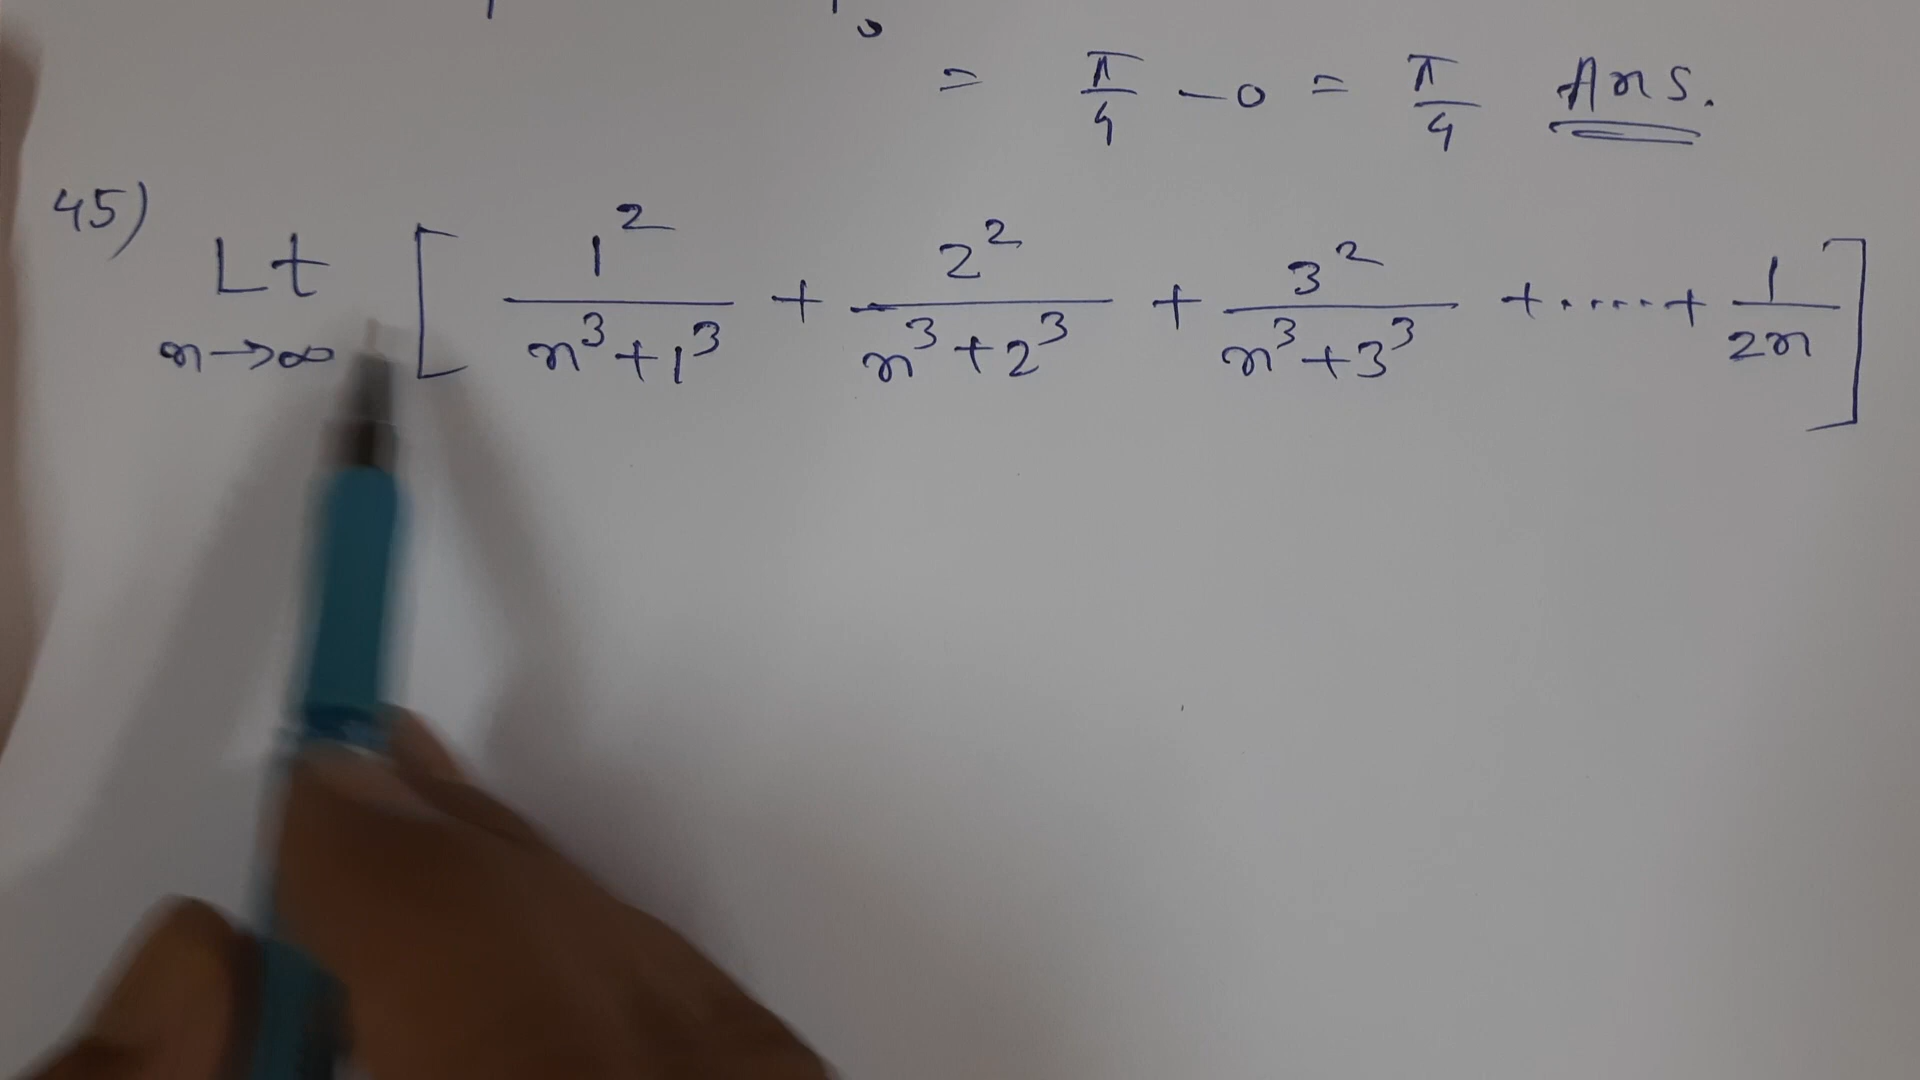 = π/4 - 0 = π/4 Ans.
45) Lt n→∞ [ 1²/(n³+1³) + 2²/(n³+2³) + 3²/(n³+3³) + ..... + 1/2n ]